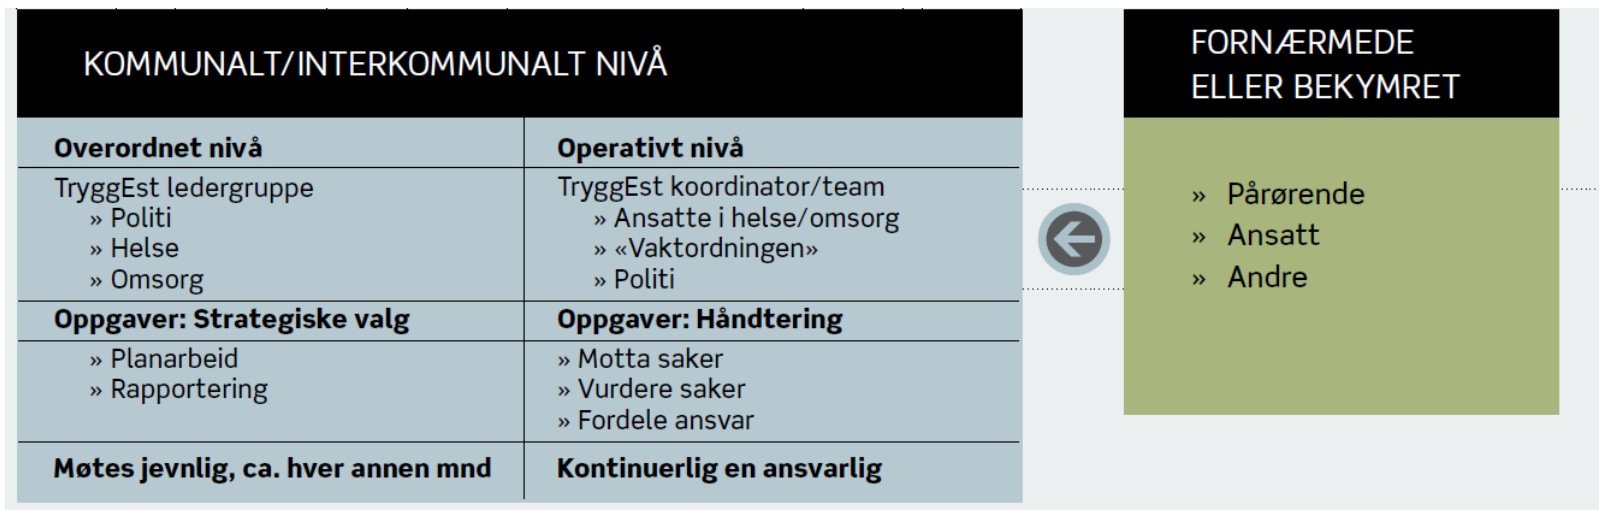 KOMMUNALT/INTERKOMMUNALT NIVÅ
Overordnet nivå
TryggEst ledergruppe
» Politi
» Helse
» Omsorg
Oppgaver: Strategiske valg
» Planarbeid
» Rapportering
Møtes jevnlig, ca. hver annen mnd
Operativt nivå
TryggEst koordinator/team
» Ansatte i helse/omsorg
» «Vaktordningen»
» Politi
Oppgaver: Håndtering
» Motta saker
» Vurdere saker
» Fordele ansvar
Kontinuerlig en ansvarlig
FORNÆRMEDE
ELLER BEKYMRET
» Pårørende
» Ansatt
» Andre